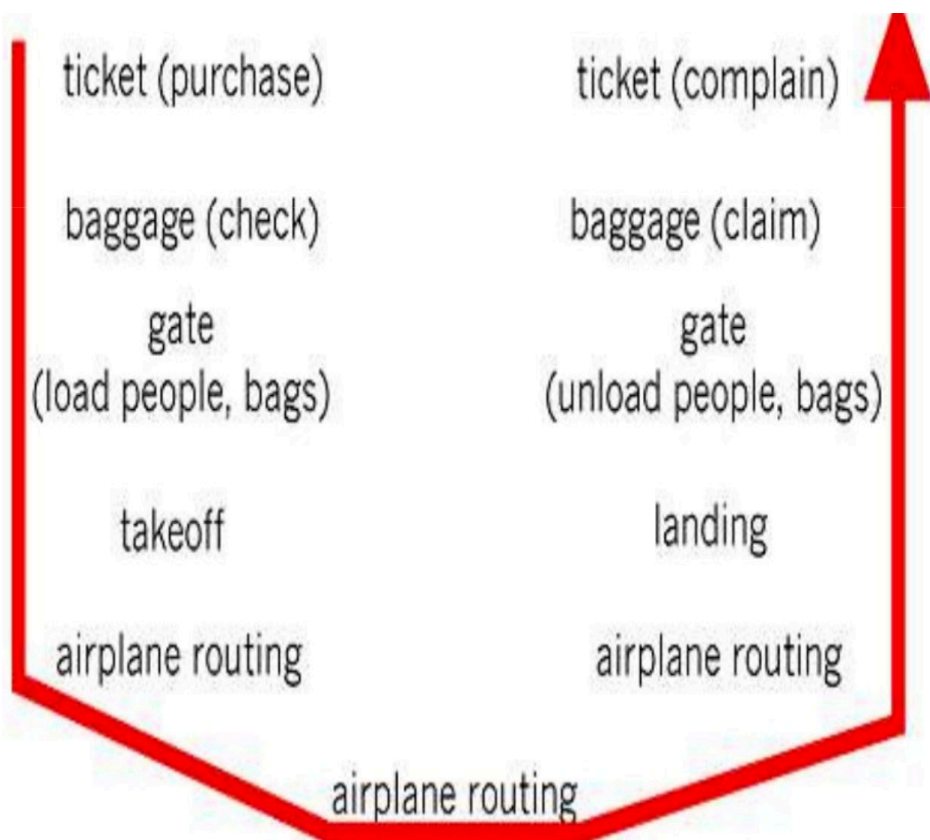 ticket (purchase)
baggage (check)
gate
(load people, bags)
takeoff
airplane routing
airplane routing
ticket (complain)
baggage (claim)
gate
(unload people, bags)
landing
airplane routing